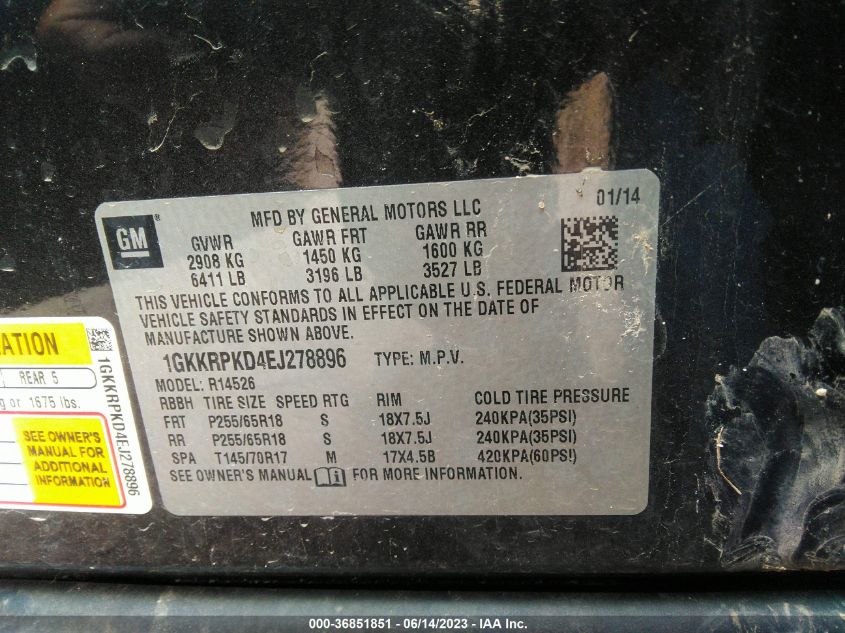 GM
®
MFD BY GENERAL MOTORS LLC
01/14
GVWR GAWR FRT GAWR RR
2908 KG 1450 KG 1600 KG
6411 LB 3196 LB 3527 LB
THIS VEHICLE CONFORMS TO ALL APPLICABLE U.S. FEDERAL MOTOR
VEHICLE SAFETY STANDARDS IN EFFECT ON THE DATE OF
MANUFACTURE SHOWN ABOVE.
1GKKRPKD4EJ278896 TYPE: M.P.V.
MODEL: R14526
RBBH TIRE SIZE SPEED RTG RIM COLD TIRE PRESSURE
FRT P255/65R18 S 18X7.5J 240KPA(35PSI)
RR P255/65R18 S 18X7.5J 240KPA(35PSI)
SPA T145/70R17 M 17X4.5B 420KPA(60PSI)
SEE OWNER'S MANUAL FOR MORE INFORMATION.
REAR 5
or 1675 lbs.
SEE OWNER'S
MANUAL FOR
ADDITIONAL
INFORMATION
1GKKRPKD4EJ278896
000-36851851 - 06/14/2023 - IAA Inc.